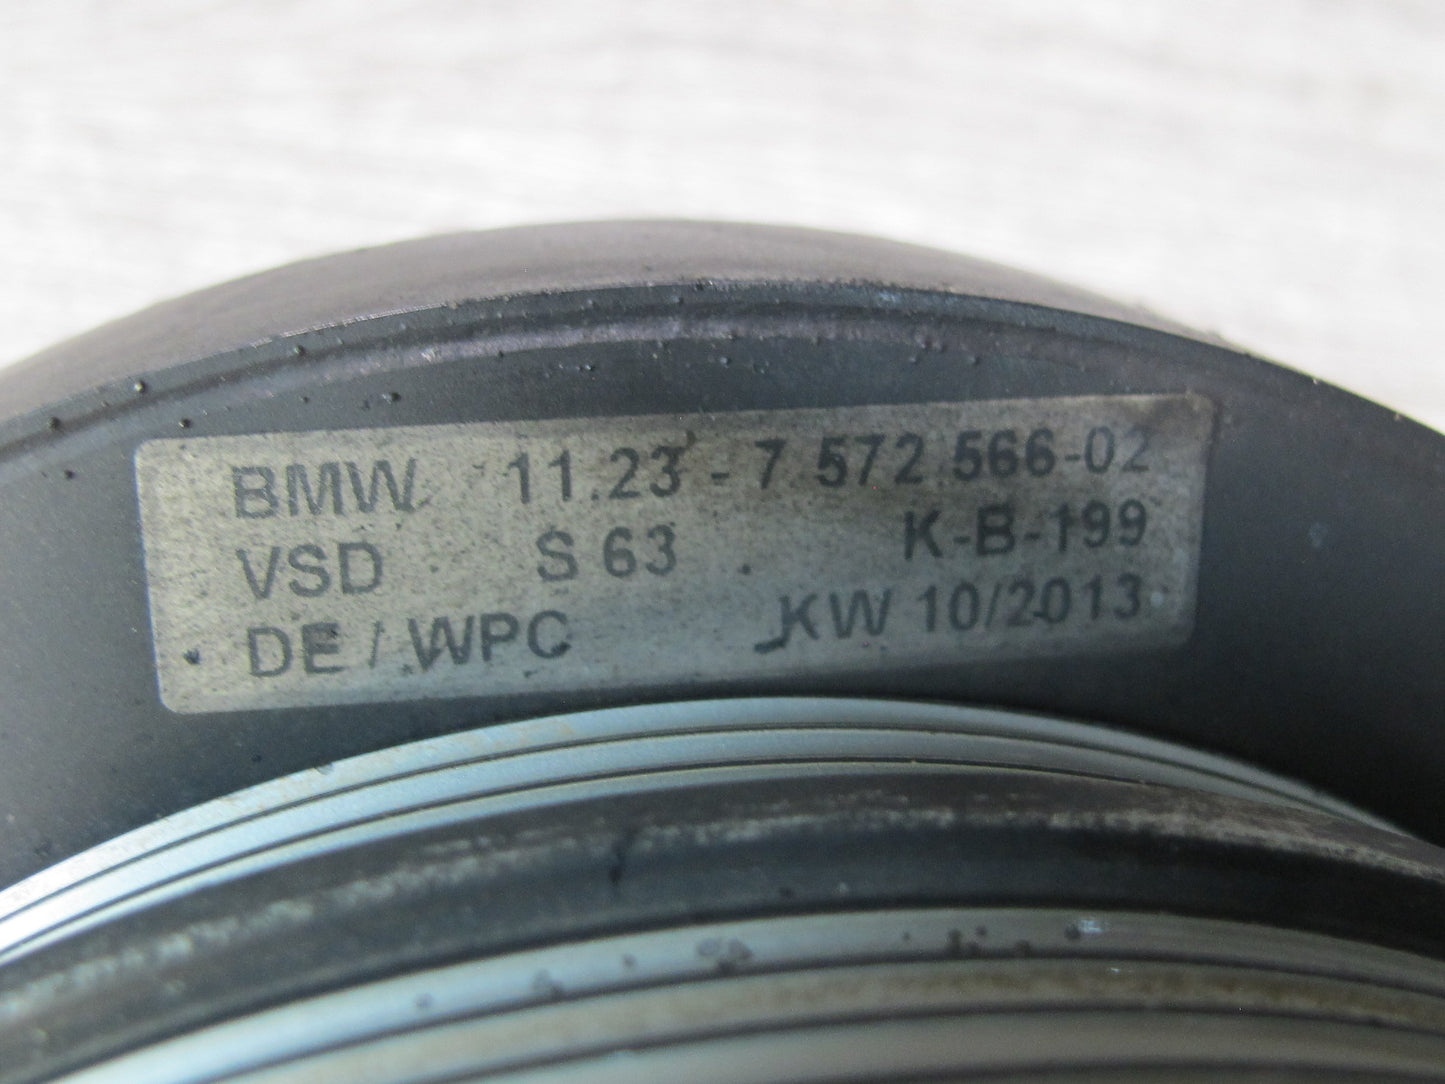 BMW 11.23 - 7 572 566-02
VSD S 63 K-B-199
DE / WPC KW 10/2013